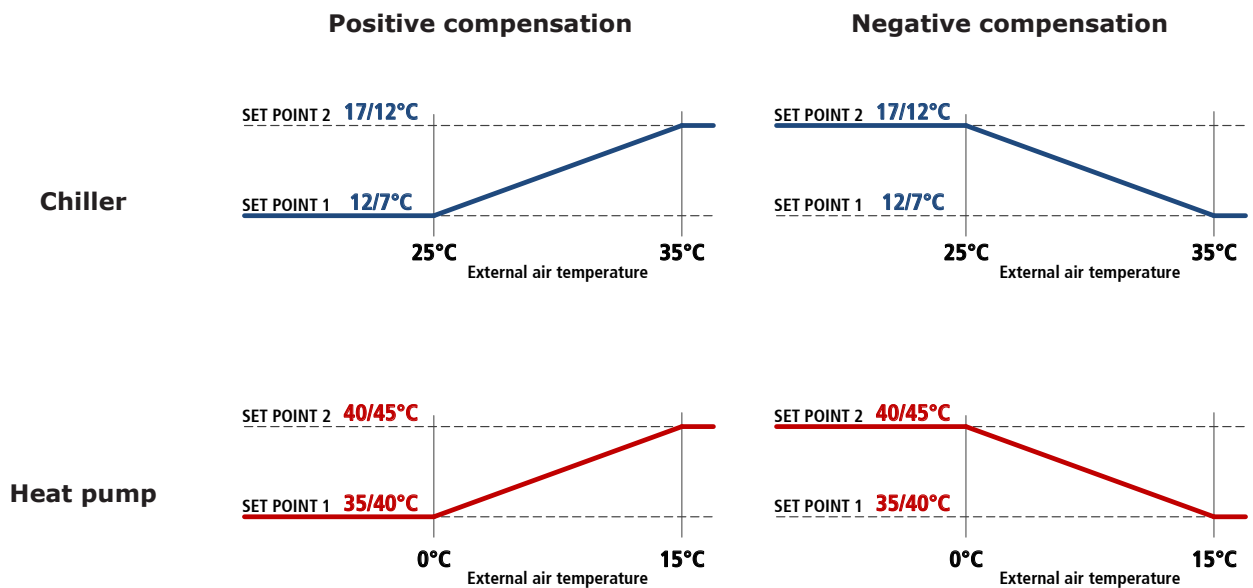 Positive compensation
Negative compensation
Chiller
SET POINT 2 17/12°C
SET POINT 1 12/7°C
25°C
35°C
External air temperature
SET POINT 2 17/12°C
SET POINT 1 12/7°C
25°C
35°C
External air temperature
Heat pump
SET POINT 2 40/45°C
SET POINT 1 35/40°C
0°C
15°C
External air temperature
SET POINT 2 40/45°C
SET POINT 1 35/40°C
0°C
15°C
External air temperature